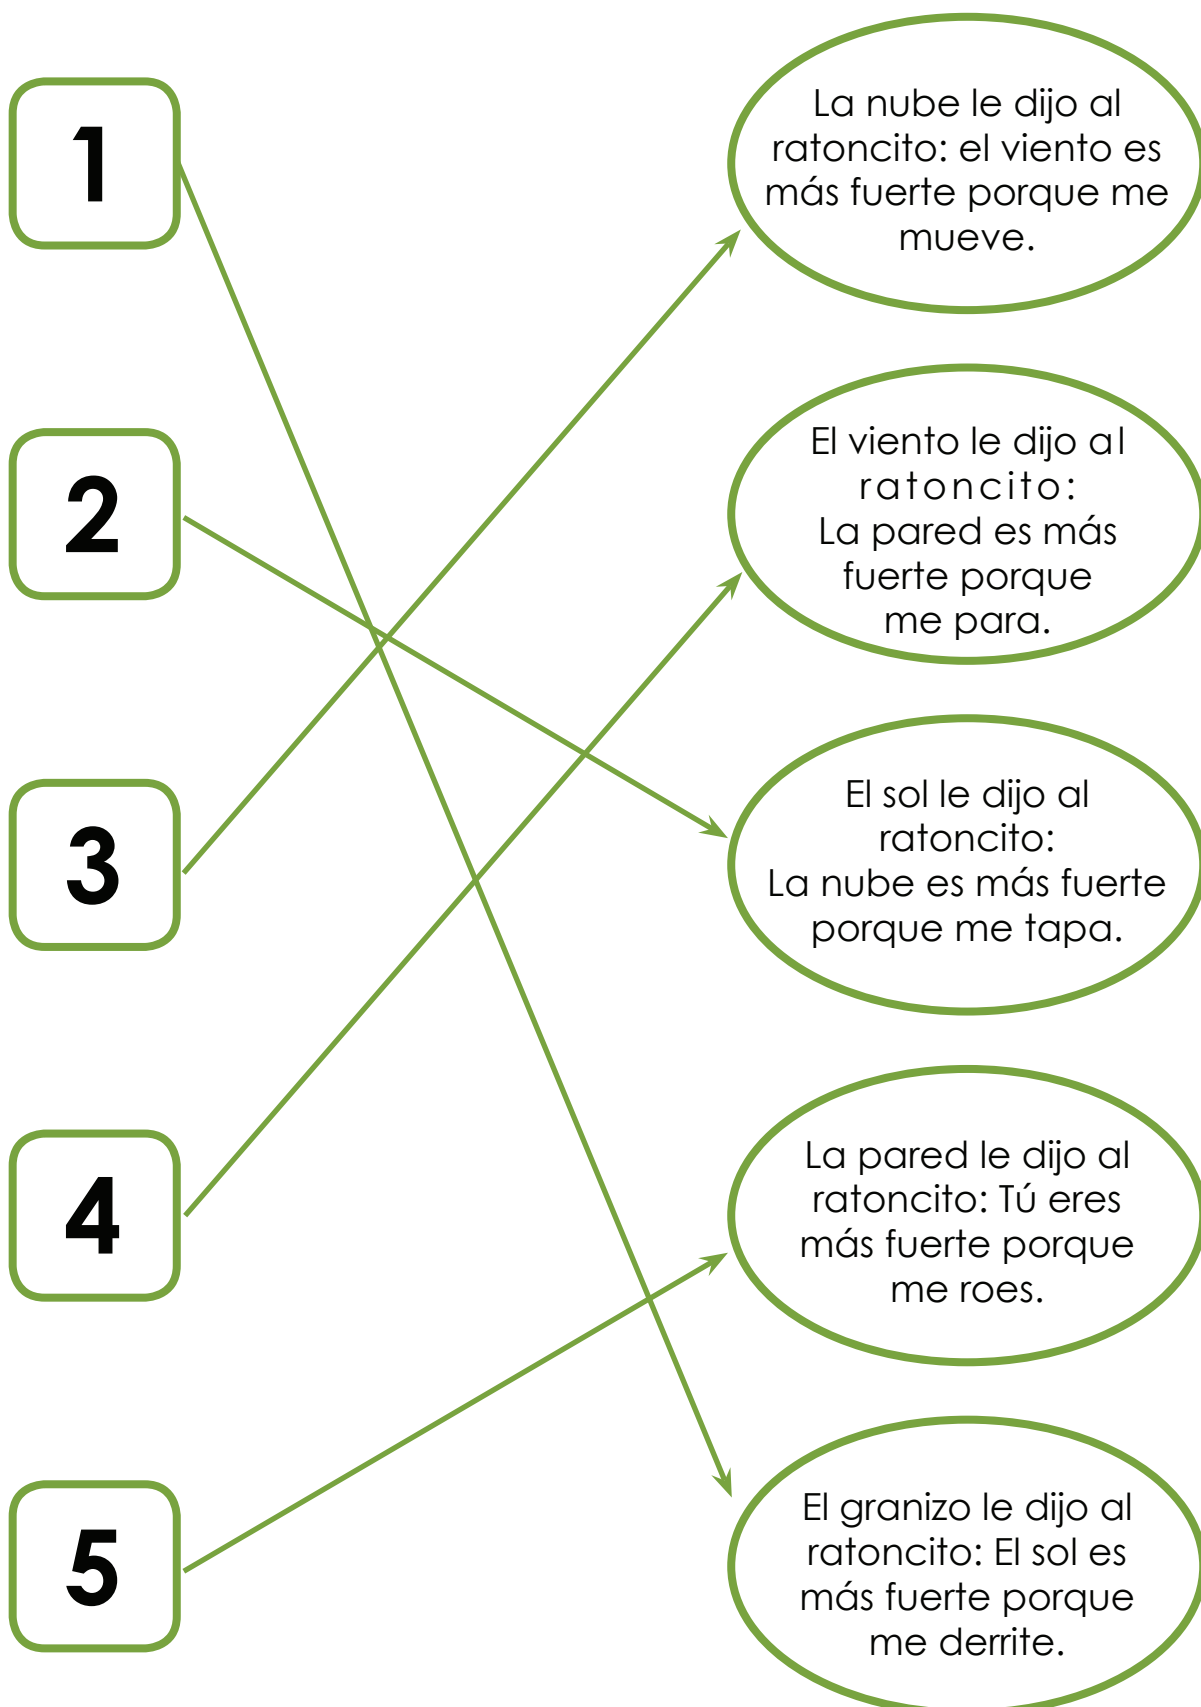 1
La nube le dijo al
ratoncito: el viento es
más fuerte porque me
mueve.
2
El viento le dijo al
ratoncito:
La pared es más
fuerte porque
me para.
3
El sol le dijo al
ratoncito:
La nube es más fuerte
porque me tapa.
4
La pared le dijo al
ratoncito: Tú eres
más fuerte porque
me roes.
5
El granizo le dijo al
ratoncito: El sol es
más fuerte porque
me derrite.